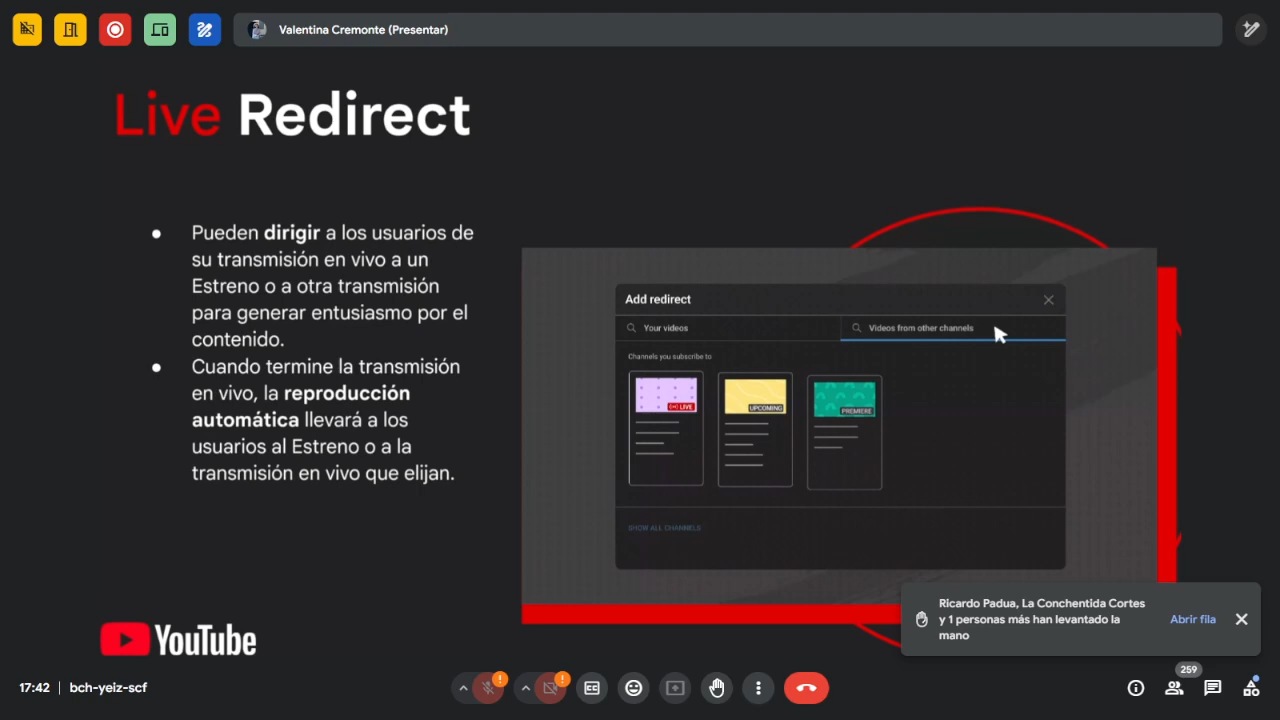 Valentina Cremonte (Presentar)
Live Redirect
● Pueden dirigir a los usuarios de
su transmisión en vivo a un
Estreno o a otra transmisión
para generar entusiasmo por el
contenido.
● Cuando termine la transmisión
en vivo, la reproducción
automática llevará a los
usuarios al Estreno o a la
transmisión en vivo que elijan.
Add redirect
Your videos
Videos from other channels
Channels you subscribe to
LIVE
UPCOMING
PREMIERE
SHOW ALL CHANNELS
YouTube
Ricardo Padua, La Conchentida Cortes
y 1 personas más han levantado la
mano
Abrir fila
259
17:42 | bch-yeiz-scf
CC